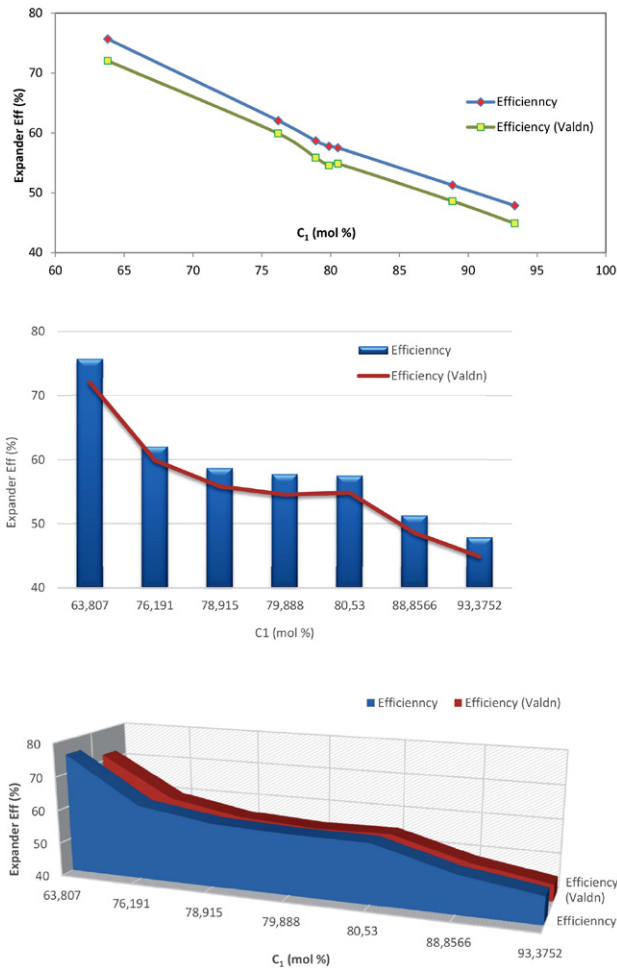 80
70
60
50
40
Expander Eff (%)
Efficienncy
Efficiency (Valdn)
C₁ (mol %)
60 65 70 75 80 85 90 95 100
80
70
60
50
40
Expander Eff (%)
Efficienncy
Efficiency (Valdn)
63,807 76,191 78,915 79,888 80,53 88,8566 93,3752
C1 (mol %)
Efficienncy Efficiency (Valdn)
80
70
60
50
40
Expander Eff (%)
63,807 76,191 78,915 79,888 80,53 88,8566 93,3752
Efficiency
(Valdn)
Efficienncy
C₁ (mol %)